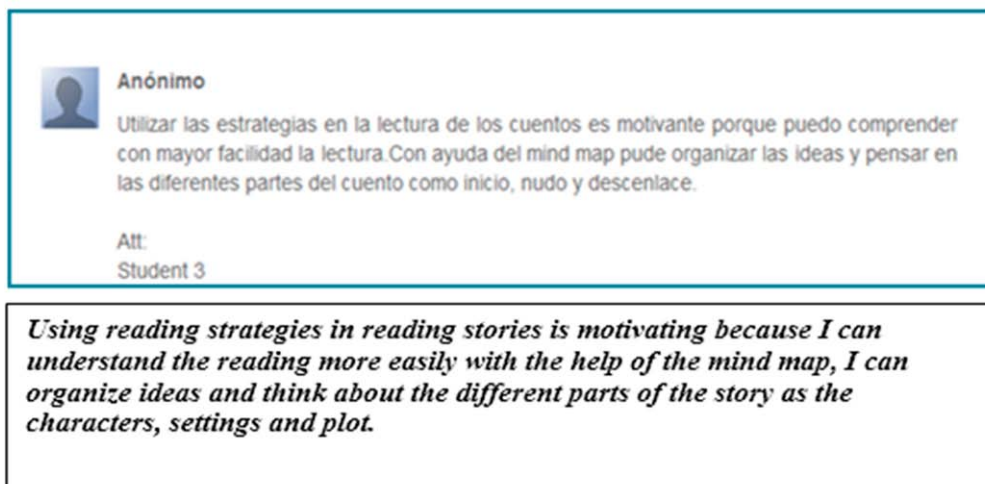 Anónimo
Utilizar las estrategias en la lectura de los cuentos es motivante porque puedo comprender
con mayor facilidad la lectura.Con ayuda del mind map pude organizar las ideas y pensar en
las diferentes partes del cuento como inicio, nudo y descenlace.
Att:
Student 3
Using reading strategies in reading stories is motivating because I can
understand the reading more easily with the help of the mind map, I can
organize ideas and think about the different parts of the story as the
characters, settings and plot.